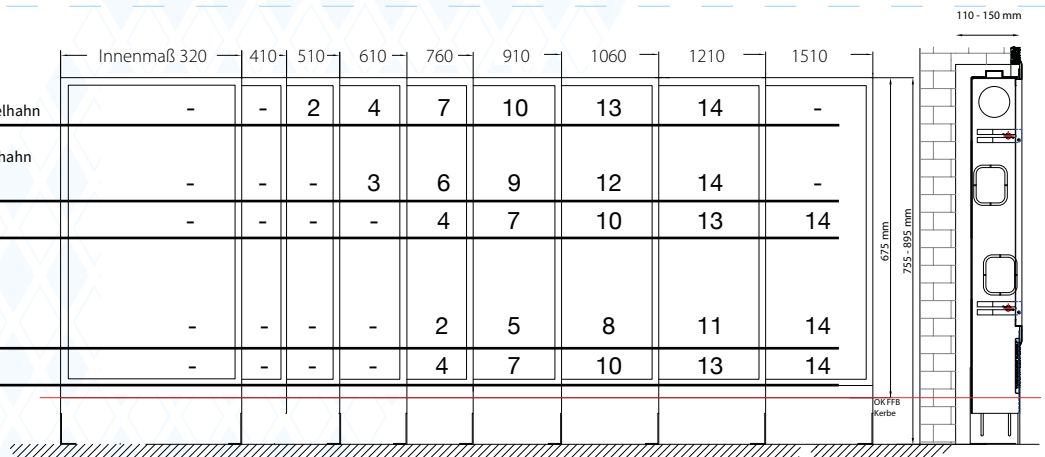 110 - 150 mm
Innenmaß 320 410 510 610 760 910 1060 1210 1510
elhahn - - 2 4 7 10 13 14 -
hahn
- - - 3 6 9 12 14 -
- - - - 4 7 10 13 14
675 mm
755 - 895 mm
- - - - 2 5 8 11 14
- - - - 4 7 10 13 14
OK FFB
Kerbe